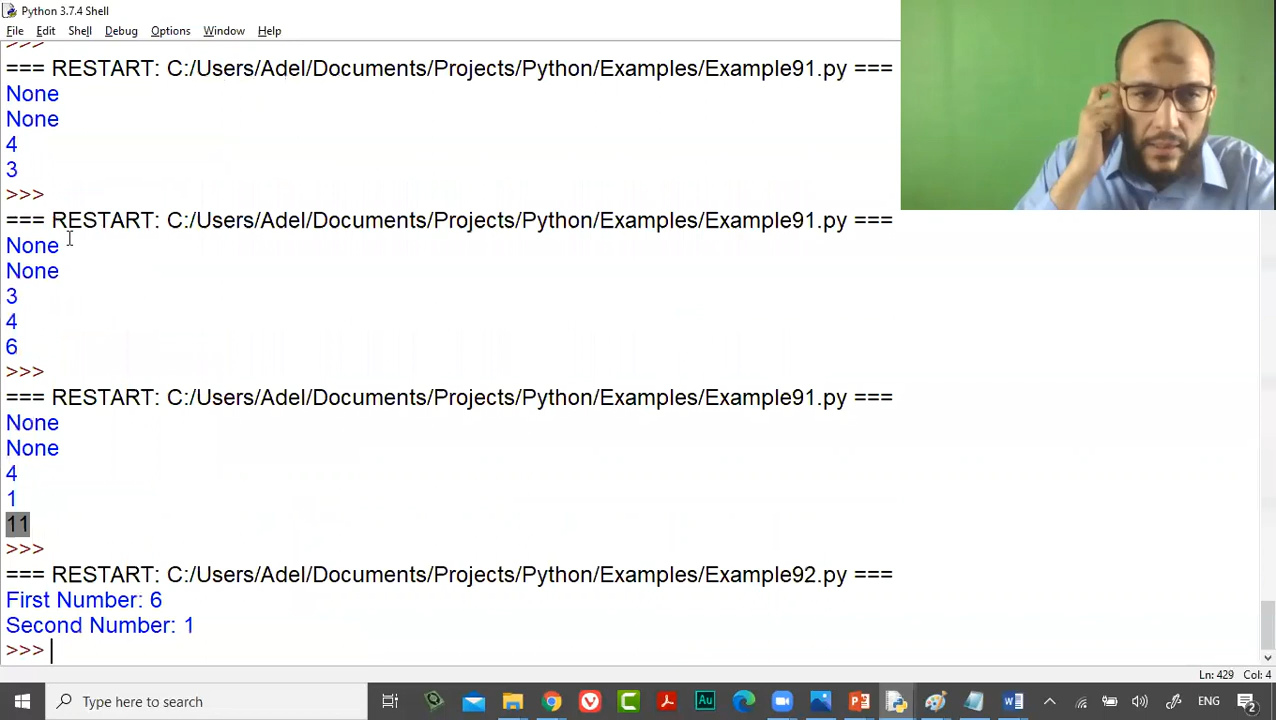 Python 3.7.4 Shell
File Edit Shell Debug Options Window Help
>>>
=== RESTART: C:/Users/Adel/Documents/Projects/Python/Examples/Example91.py ===
None
None
4
3
>>>
=== RESTART: C:/Users/Adel/Documents/Projects/Python/Examples/Example91.py ===
None
None
3
4
6
>>>
=== RESTART: C:/Users/Adel/Documents/Projects/Python/Examples/Example91.py ===
None
None
4
1
11
>>>
=== RESTART: C:/Users/Adel/Documents/Projects/Python/Examples/Example92.py ===
First Number: 6
Second Number: 1
>>>
Ln: 429 Col: 4
Type here to search
Au
ENG
2